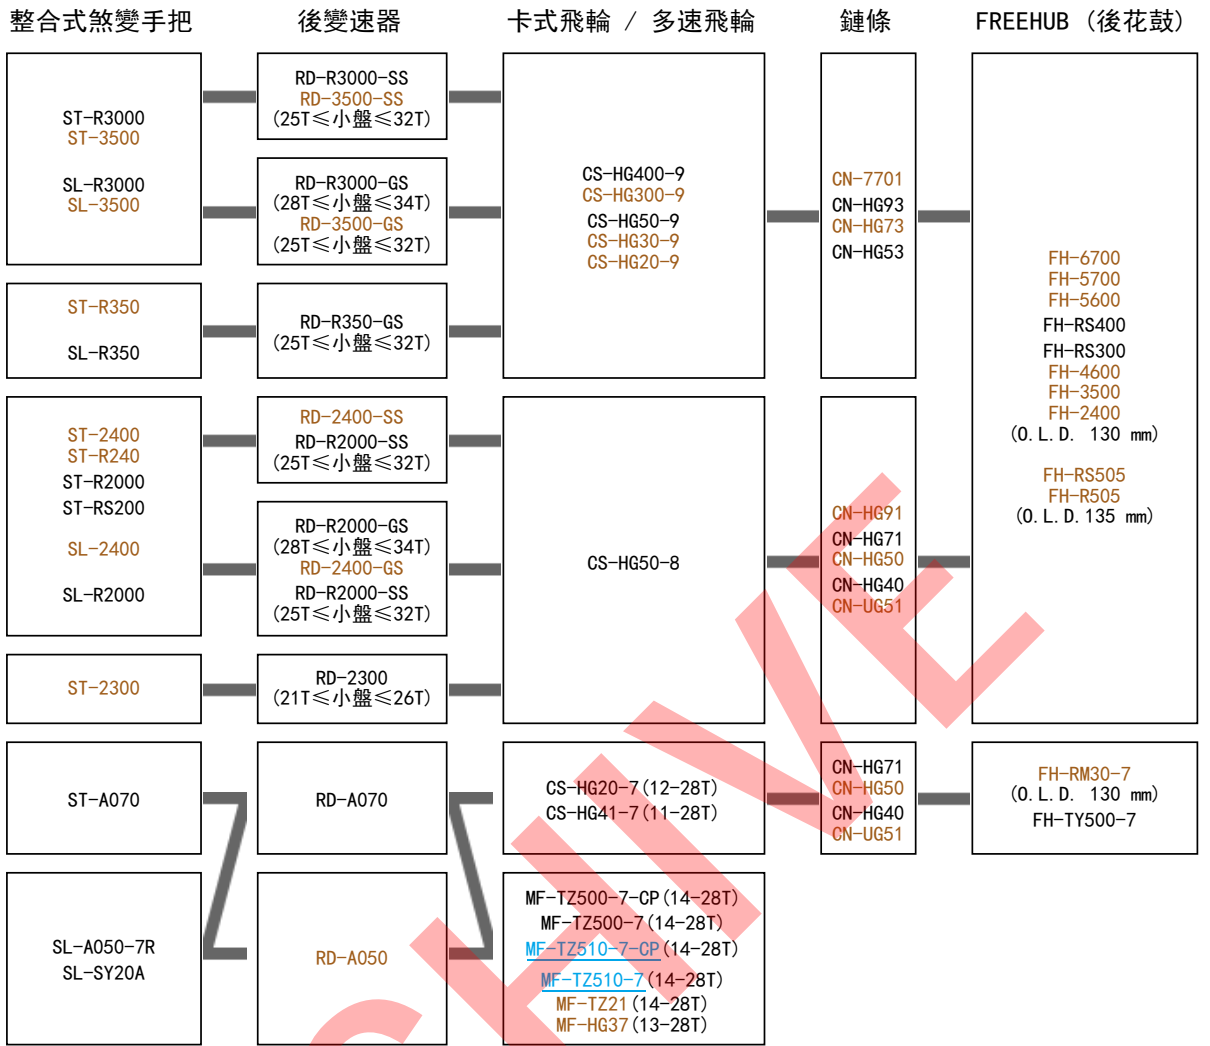 整合式煞變手把
後變速器
卡式飛輪 / 多速飛輪
鏈條
FREEHUB (後花鼓)
ST-R3000
ST-3500
SL-R3000
SL-3500
RD-R3000-SS
RD-3500-SS
(25T≤小盤≤32T)
RD-R3000-GS
(28T≤小盤≤34T)
RD-3500-GS
(25T≤小盤≤32T)
ST-R350
SL-R350
RD-R350-GS
(25T≤小盤≤32T)
CS-HG400-9
CS-HG300-9
CS-HG50-9
CS-HG30-9
CS-HG20-9
CN-7701
CN-HG93
CN-HG73
CN-HG53
FH-6700
FH-5700
FH-5600
FH-RS400
FH-RS300
FH-4600
FH-3500
FH-2400
(O.L.D. 130 mm)
FH-RS505
FH-R505
(O.L.D. 135 mm)
ST-2400
ST-R240
ST-R2000
ST-RS200
SL-2400
SL-R2000
RD-2400-SS
RD-R2000-SS
(25T≤小盤≤32T)
RD-R2000-GS
(28T≤小盤≤34T)
RD-2400-GS
RD-R2000-SS
(25T≤小盤≤32T)
ST-2300
RD-2300
(21T≤小盤≤26T)
CS-HG50-8
CN-HG91
CN-HG71
CN-HG50
CN-HG40
CN-UG51
ST-A070
RD-A070
CS-HG20-7(12-28T)
CS-HG41-7(11-28T)
CN-HG71
CN-HG50
CN-HG40
CN-UG51
FH-RM30-7
(O.L.D. 130 mm)
FH-TY500-7
SL-A050-7R
SL-SY20A
RD-A050
MF-TZ500-7-CP(14-28T)
MF-TZ500-7(14-28T)
MF-TZ510-7-CP(14-28T)
MF-TZ510-7(14-28T)
MF-TZ21(14-28T)
MF-HG37(13-28T)
CHIVE